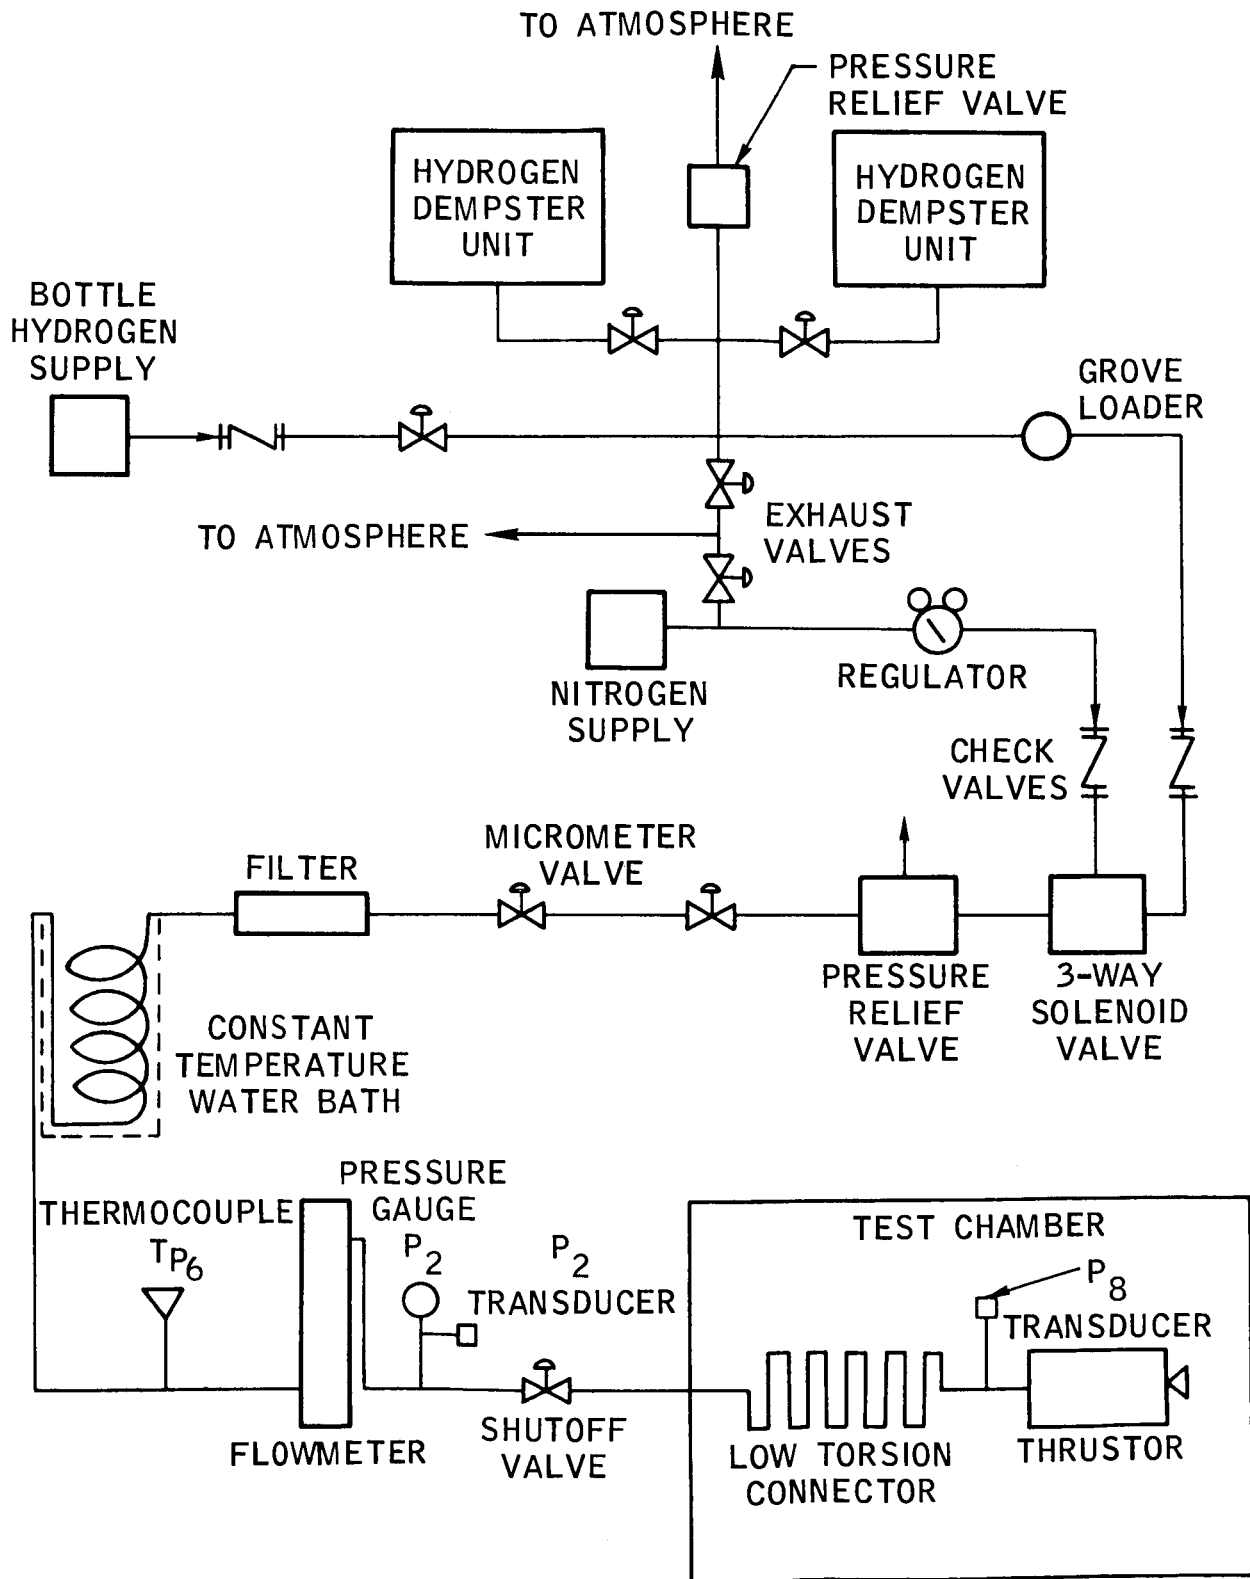 TO ATMOSPHERE
PRESSURE
RELIEF VALVE
HYDROGEN
DEMPSTER
UNIT
HYDROGEN
DEMPSTER
UNIT
BOTTLE
HYDROGEN
SUPPLY
GROVE
LOADER
EXHAUST
VALVES
TO ATMOSPHERE
NITROGEN
SUPPLY
REGULATOR
CHECK
VALVES
MICROMETER
VALVE
FILTER
PRESSURE
RELIEF
VALVE
3-WAY
SOLENOID
VALVE
CONSTANT
TEMPERATURE
WATER BATH
THERMOCOUPLE
TP6
PRESSURE
GAUGE
P2
P2
TRANSDUCER
FLOWMETER
SHUTOFF
VALVE
TEST CHAMBER
P8
TRANSDUCER
LOW TORSION
CONNECTOR
THRUSTOR